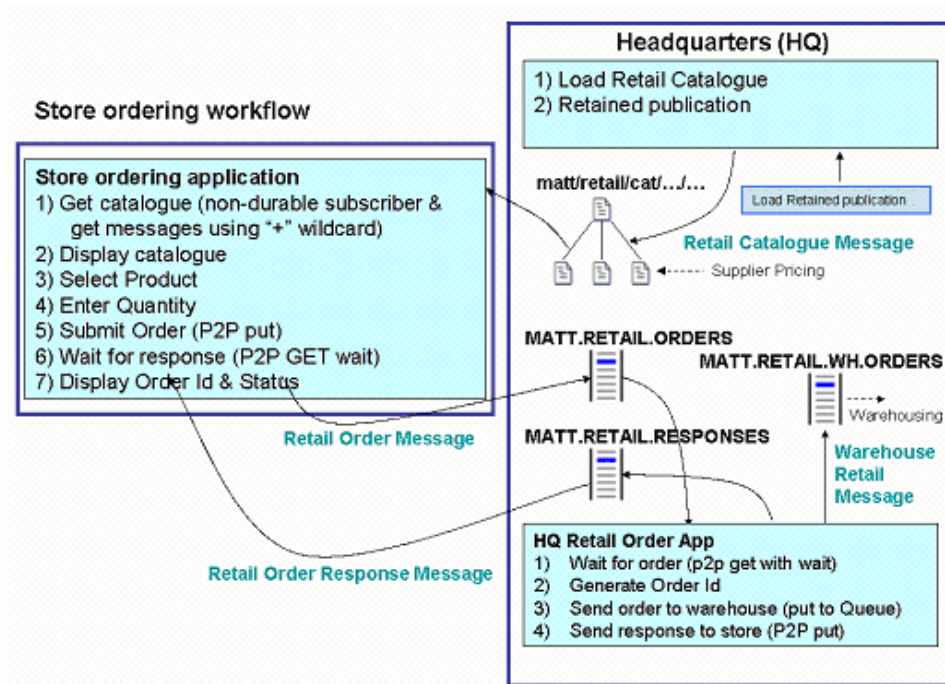 Headquarters (HQ)
1) Load Retail Catalogue
2) Retained publication
Store ordering workflow
Store ordering application
1) Get catalogue (non-durable subscriber &
get messages using "+" wildcard)
2) Display catalogue
3) Select Product
4) Enter Quantity
5) Submit Order (P2P put)
6) Wait for response (P2P GET wait)
7) Display Order Id & Status
matt/retail/cat/.../...
Load Retained publication
Retail Catalogue Message
Supplier Pricing
MATT.RETAIL.ORDERS
MATT.RETAIL.WH.ORDERS
Warehousing
Retail Order Message
MATT.RETAIL.RESPONSES
Warehouse
Retail
Message
Retail Order Response Message
HQ Retail Order App
1) Wait for order (p2p get with wait)
2) Generate Order Id
3) Send order to warehouse (put to Queue)
4) Send response to store (P2P put)